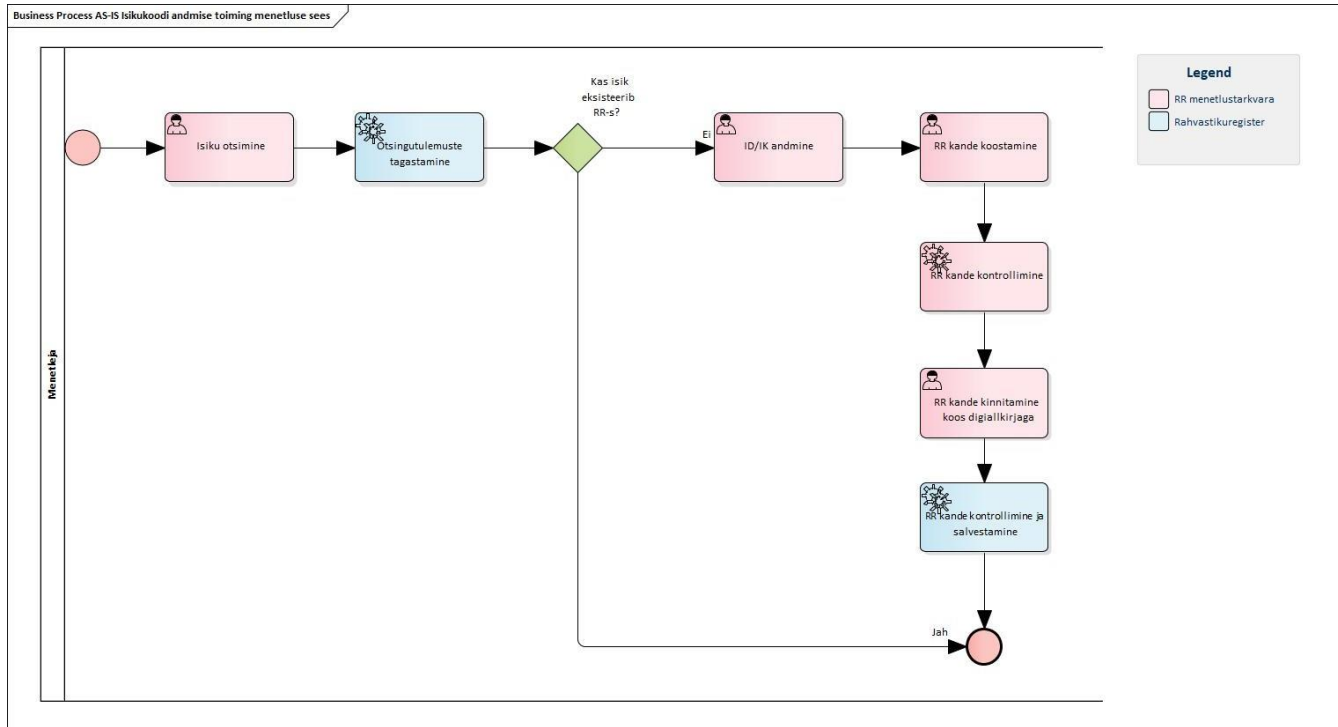 Business Process AS-IS Isikukoodi andmise toiming menetluse sees
Menetleja
Isiku otsimine
Otsingutulemuste
tagastamine
Kas isik
eksisteerib
RR-s?
Ei
ID/IK andmine
RR kande koostamine
RR kande kontrollimine
RR kande kinnitamine
koos digiallkirjaga
RR kande kontrollimine ja
salvestamine
Jah
Legend
RR menetlustarkvara
Rahvastikuregister